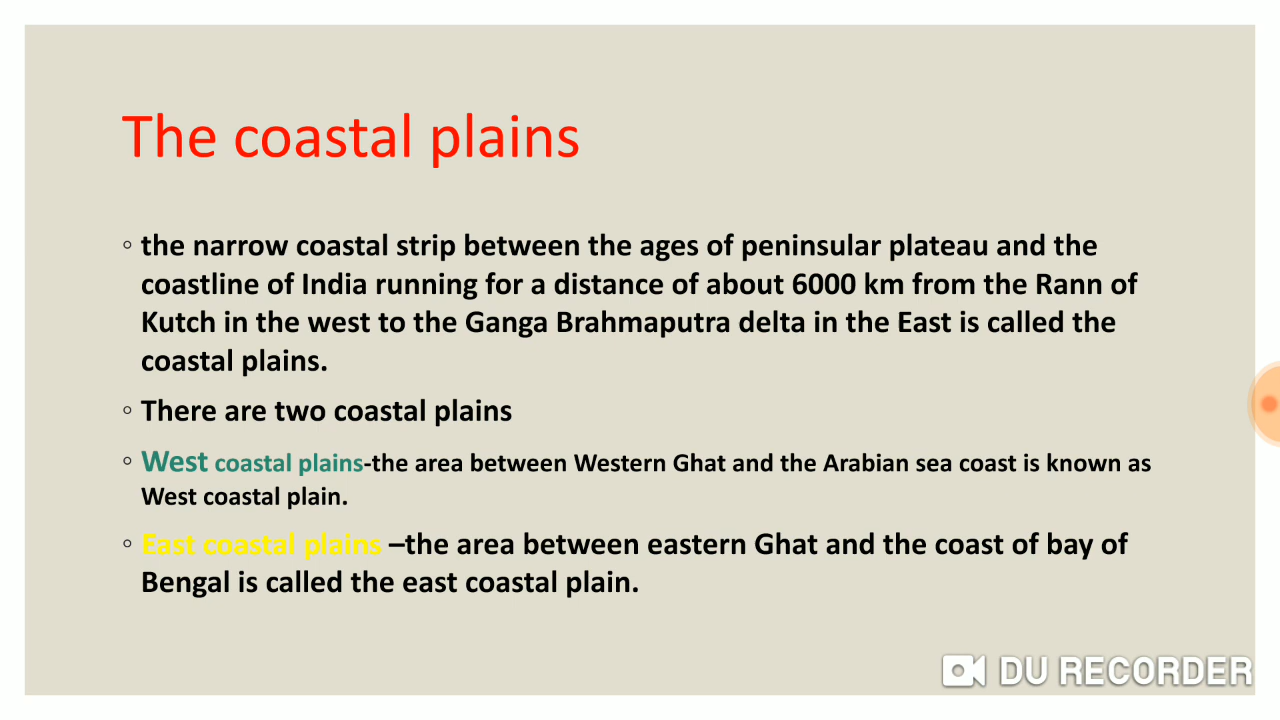 The coastal plains
◦ the narrow coastal strip between the ages of peninsular plateau and the
coastline of India running for a distance of about 6000 km from the Rann of
Kutch in the west to the Ganga Brahmaputra delta in the East is called the
coastal plains.
◦ There are two coastal plains
◦ West coastal plains-the area between Western Ghat and the Arabian sea coast is known as
West coastal plain.
◦ East coastal plains –the area between eastern Ghat and the coast of bay of
Bengal is called the east coastal plain.
DU RECORDER